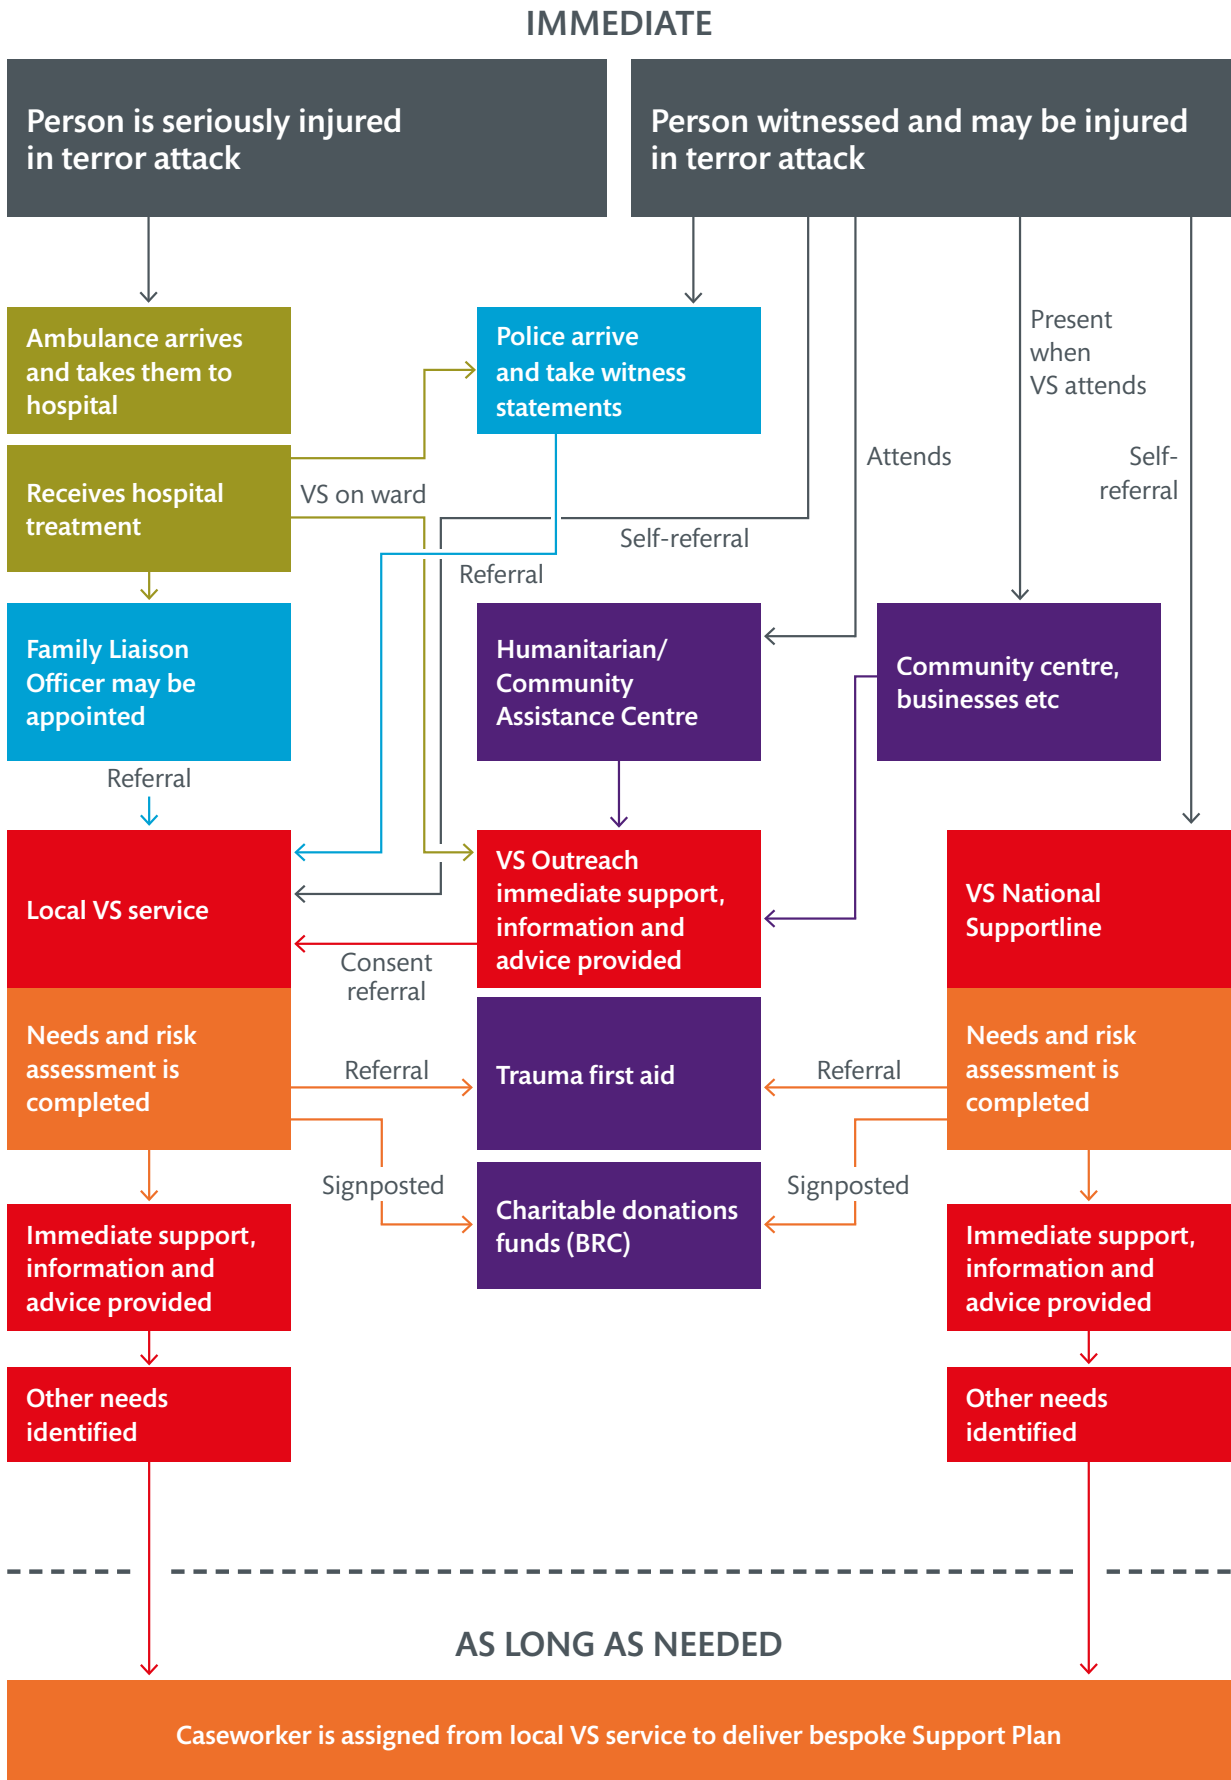 IMMEDIATE
Person is seriously injured
in terror attack
Person witnessed and may be injured
in terror attack
Ambulance arrives
and takes them to
hospital
Police arrive
and take witness
statements
Present
when
VS attends
Attends
Self-
referral
Receives hospital
treatment
VS on ward
Self-referral
Referral
Family Liaison
Officer may be
appointed
Humanitarian/
Community
Assistance Centre
Community centre,
businesses etc
Referral
Local VS service
VS Outreach
immediate support,
information and
advice provided
VS National
Supportline
Consent
referral
Needs and risk
assessment is
completed
Referral
Trauma first aid
Referral
Needs and risk
assessment is
completed
Signposted
Charitable donations
funds (BRC)
Signposted
Immediate support,
information and
advice provided
Immediate support,
information and
advice provided
Other needs
identified
Other needs
identified
AS LONG AS NEEDED
Caseworker is assigned from local VS service to deliver bespoke Support Plan